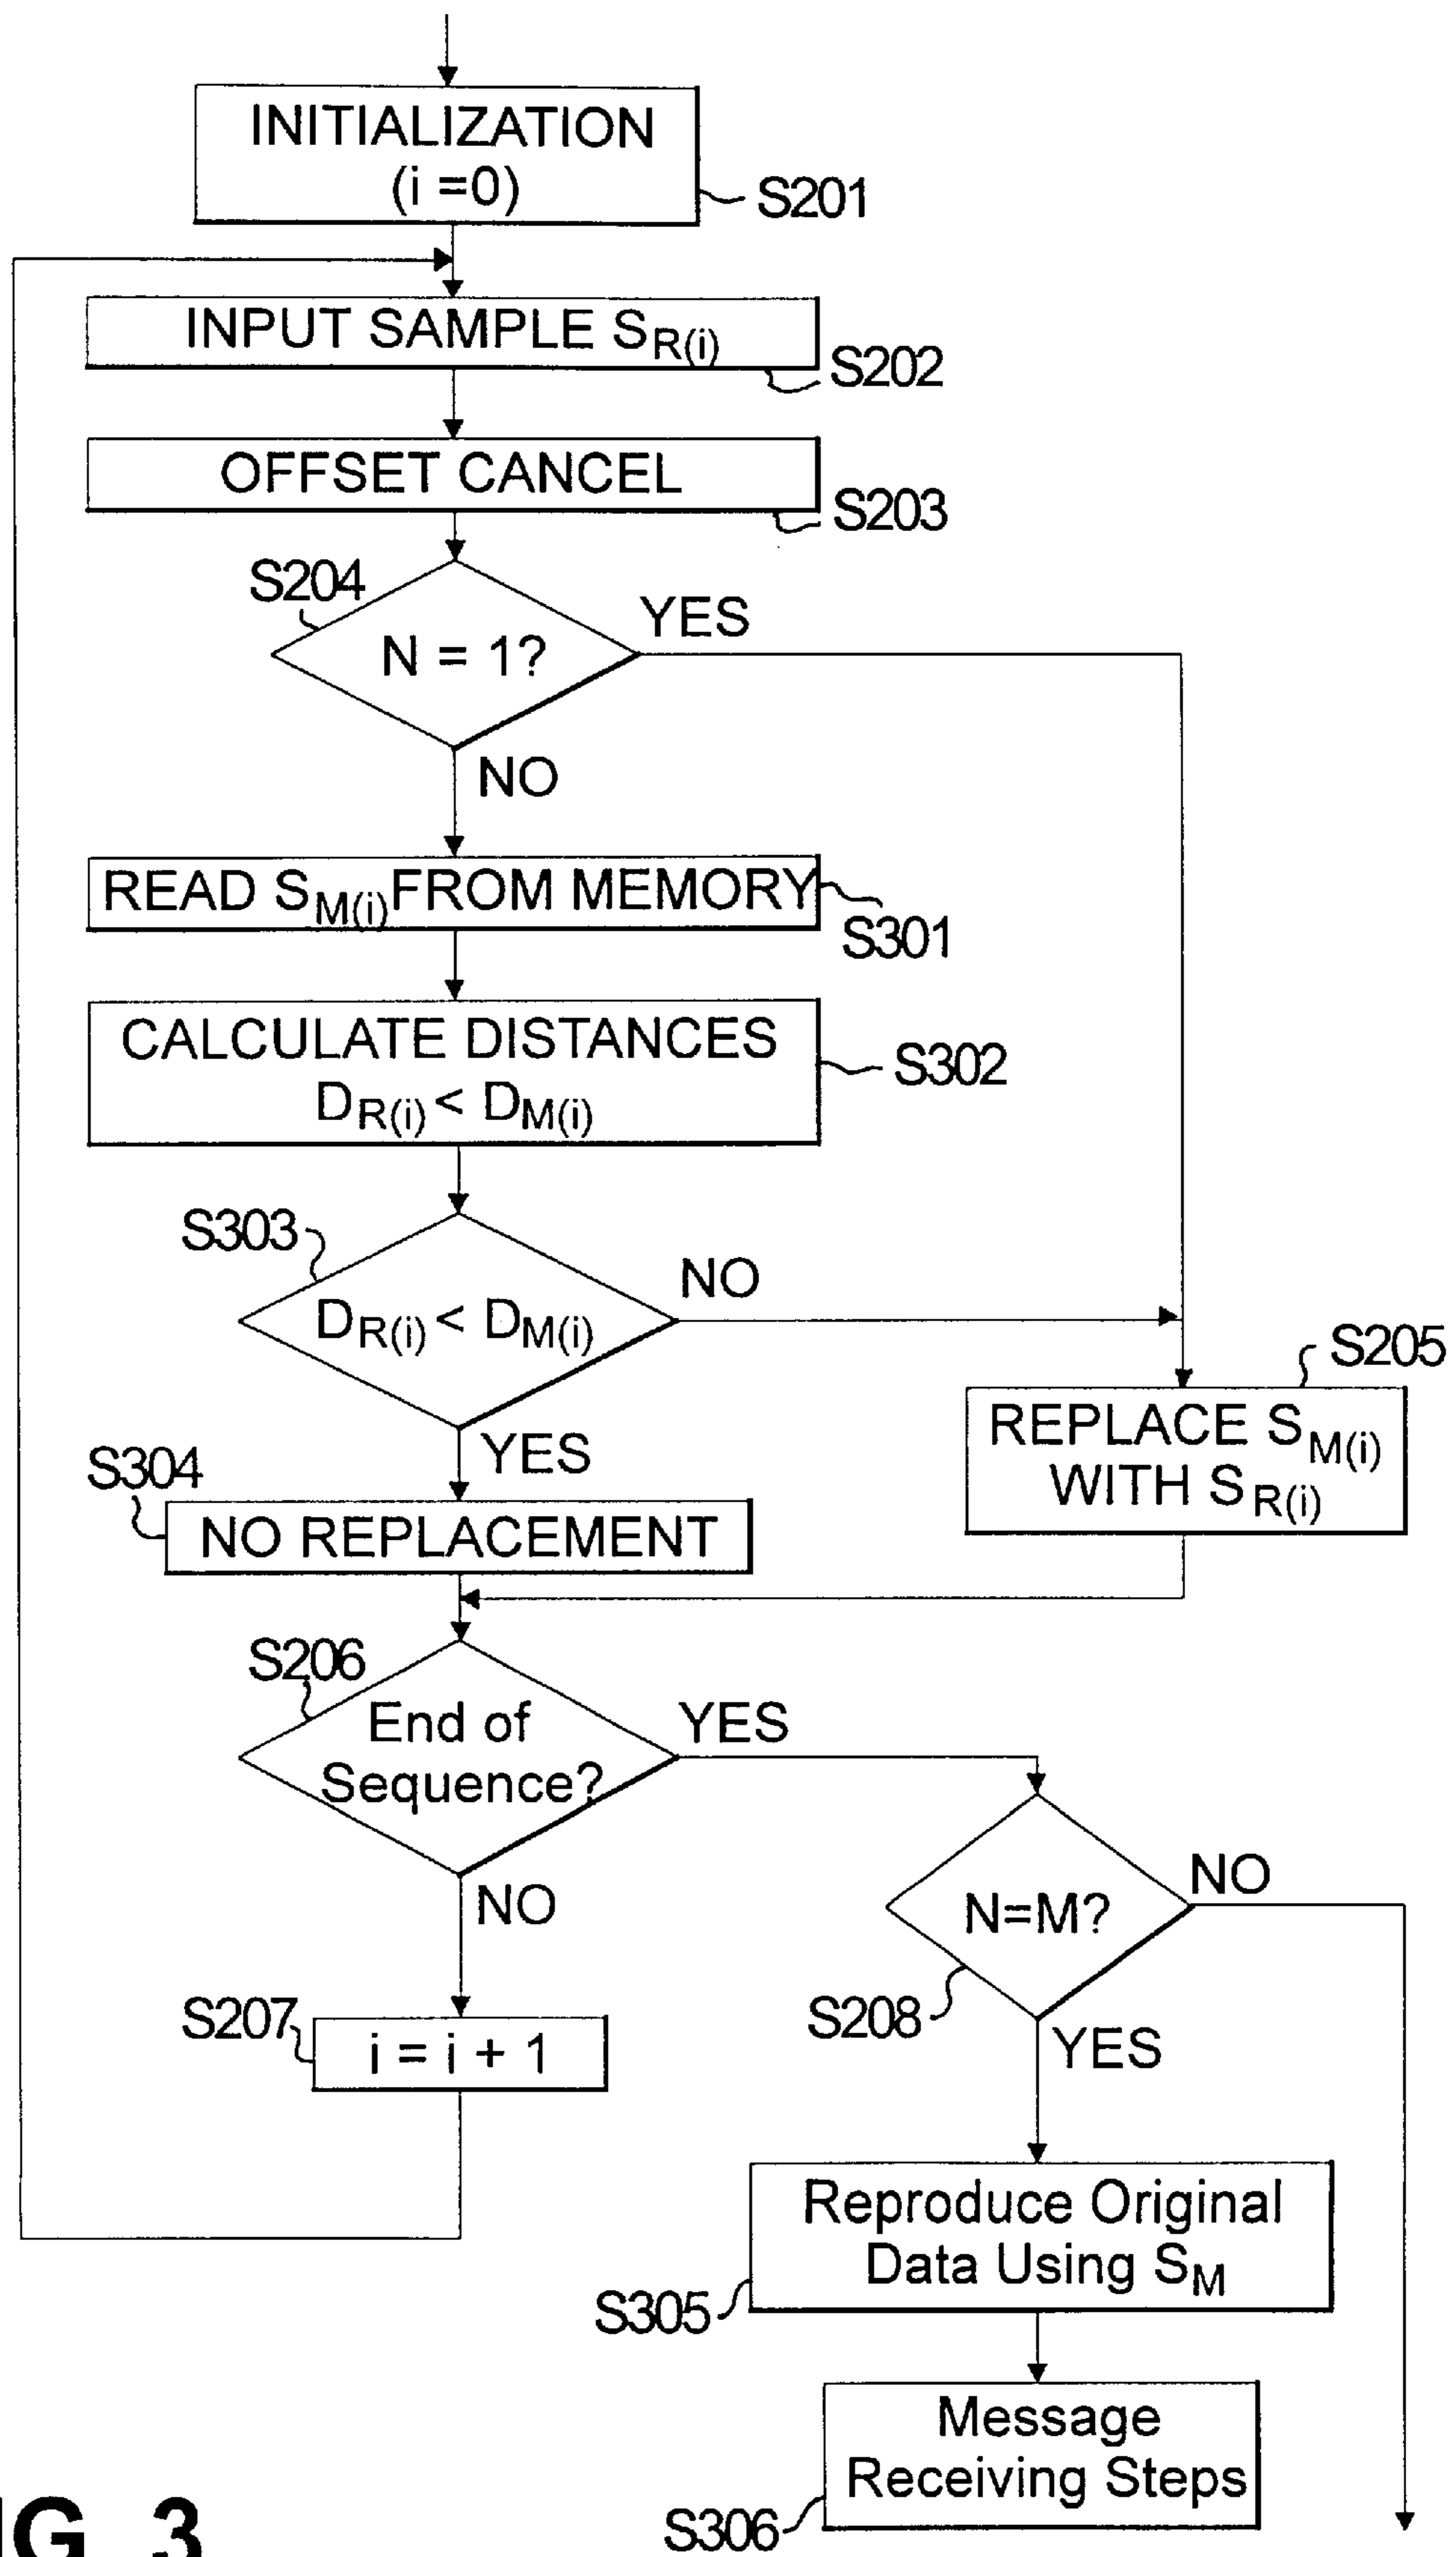 INITIALIZATION
(i =0)
S201
INPUT SAMPLE SR(i)
S202
OFFSET CANCEL
S203
S204
N = 1?
YES
NO
READ SM(i) FROM MEMORY
S301
CALCULATE DISTANCES
DR(i) < DM(i)
S302
S303
DR(i) < DM(i)
NO
YES
S205
REPLACE SM(i)
WITH SR(i)
S304
NO REPLACEMENT
S206
End of
Sequence?
YES
NO
N=M?
NO
S208
YES
S207
i = i + 1
Reproduce Original
Data Using SM
S305
Message
Receiving Steps
S306
IG. 3